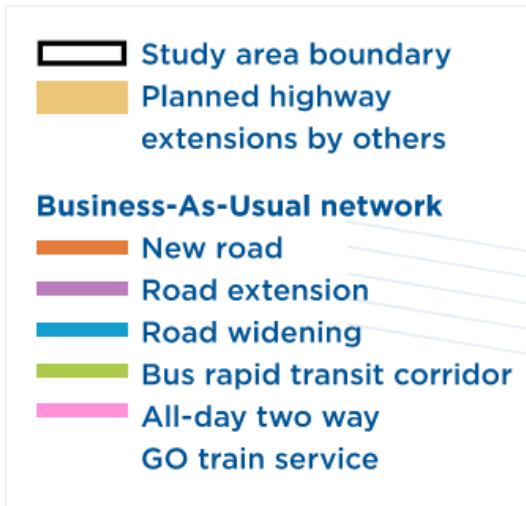 Study area boundary
Planned highway
extensions by others
Business-As-Usual network
New road
Road extension
Road widening
Bus rapid transit corridor
All-day two way
GO train service